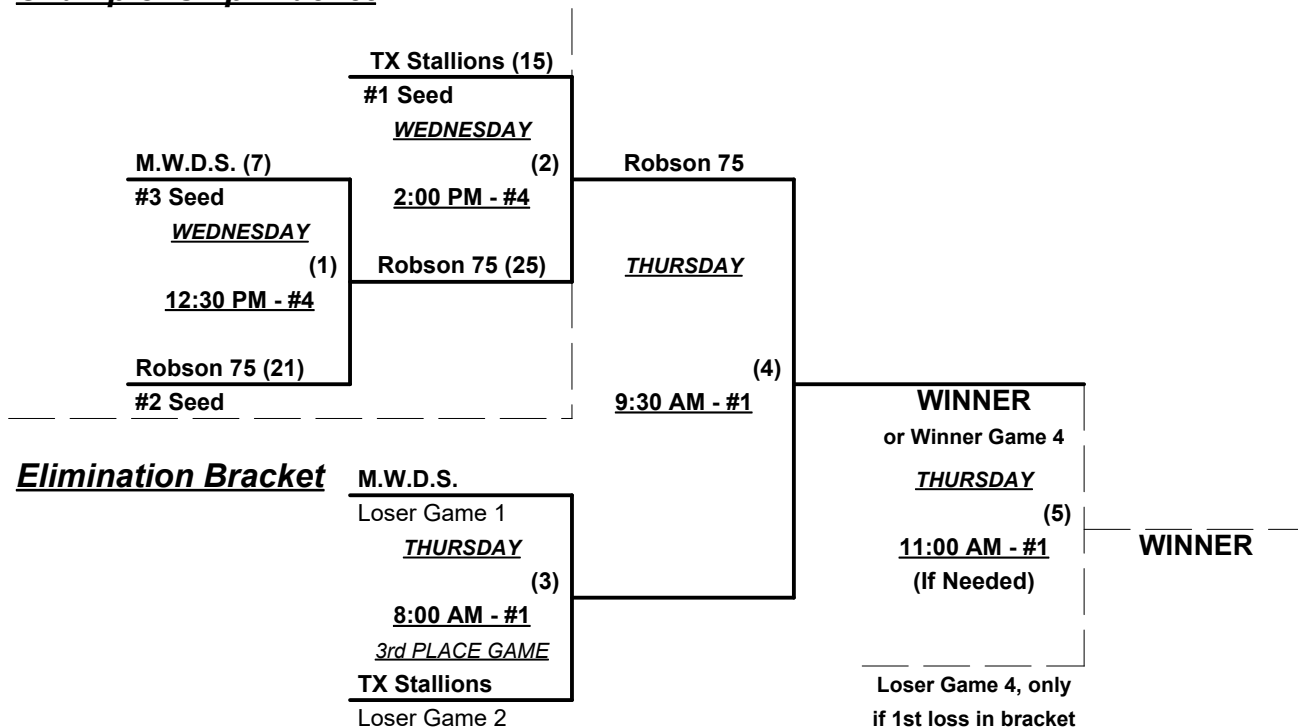 TX Stallions (15)
#1 Seed
WEDNESDAY
(2)
2:00 PM - #4
M.W.D.S. (7)
#3 Seed
WEDNESDAY
(1)
12:30 PM - #4
Robson 75 (21)
#2 Seed
Robson 75 (25)
Robson 75
THURSDAY
(4)
9:30 AM - #1
WINNER
or Winner Game 4
THURSDAY
(5)
11:00 AM - #1
(If Needed)
WINNER
Loser Game 4, only
if 1st loss in bracket
Elimination Bracket
M.W.D.S.
Loser Game 1
THURSDAY
(3)
8:00 AM - #1
3rd PLACE GAME
TX Stallions
Loser Game 2